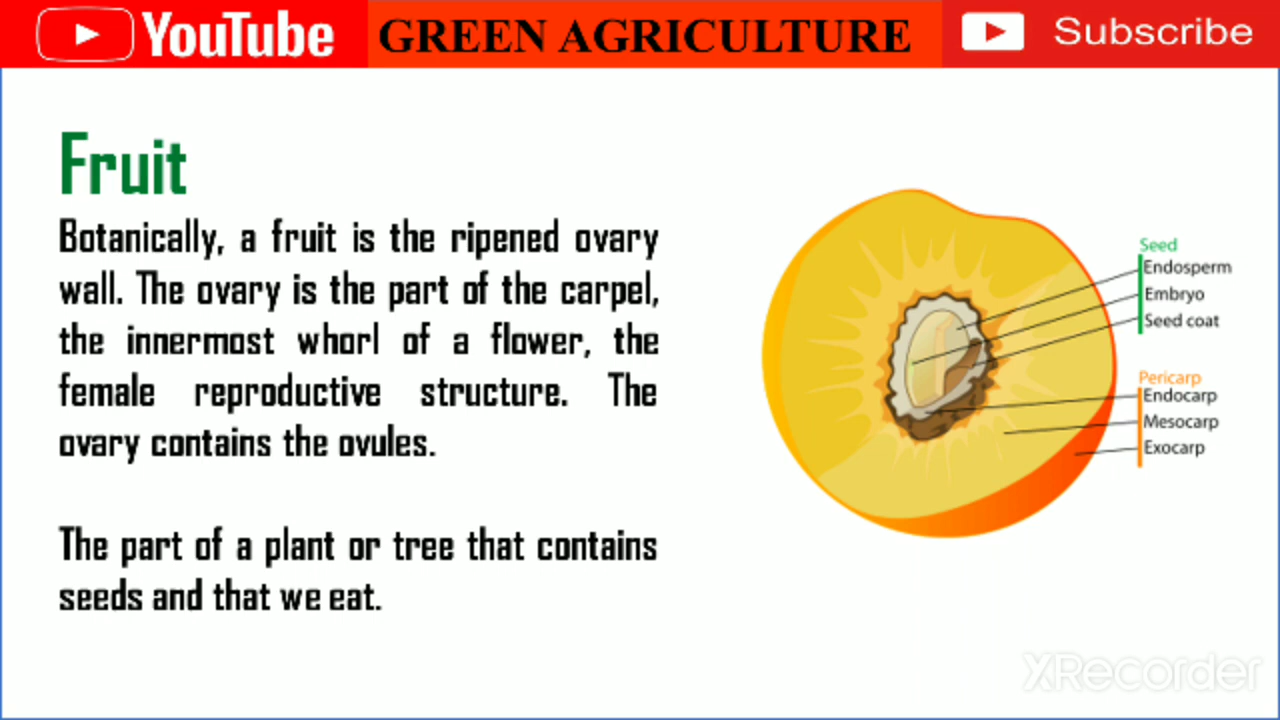 YouTube
GREEN AGRICULTURE
Subscribe
Fruit
Botanically, a fruit is the ripened ovary
wall. The ovary is the part of the carpel,
the innermost whorl of a flower, the
female reproductive structure. The
ovary contains the ovules.
The part of a plant or tree that contains
seeds and that we eat.
Seed
Endosperm
Embryo
Seed coat
Pericarp
Endocarp
Mesocarp
Exocarp
XRecorder